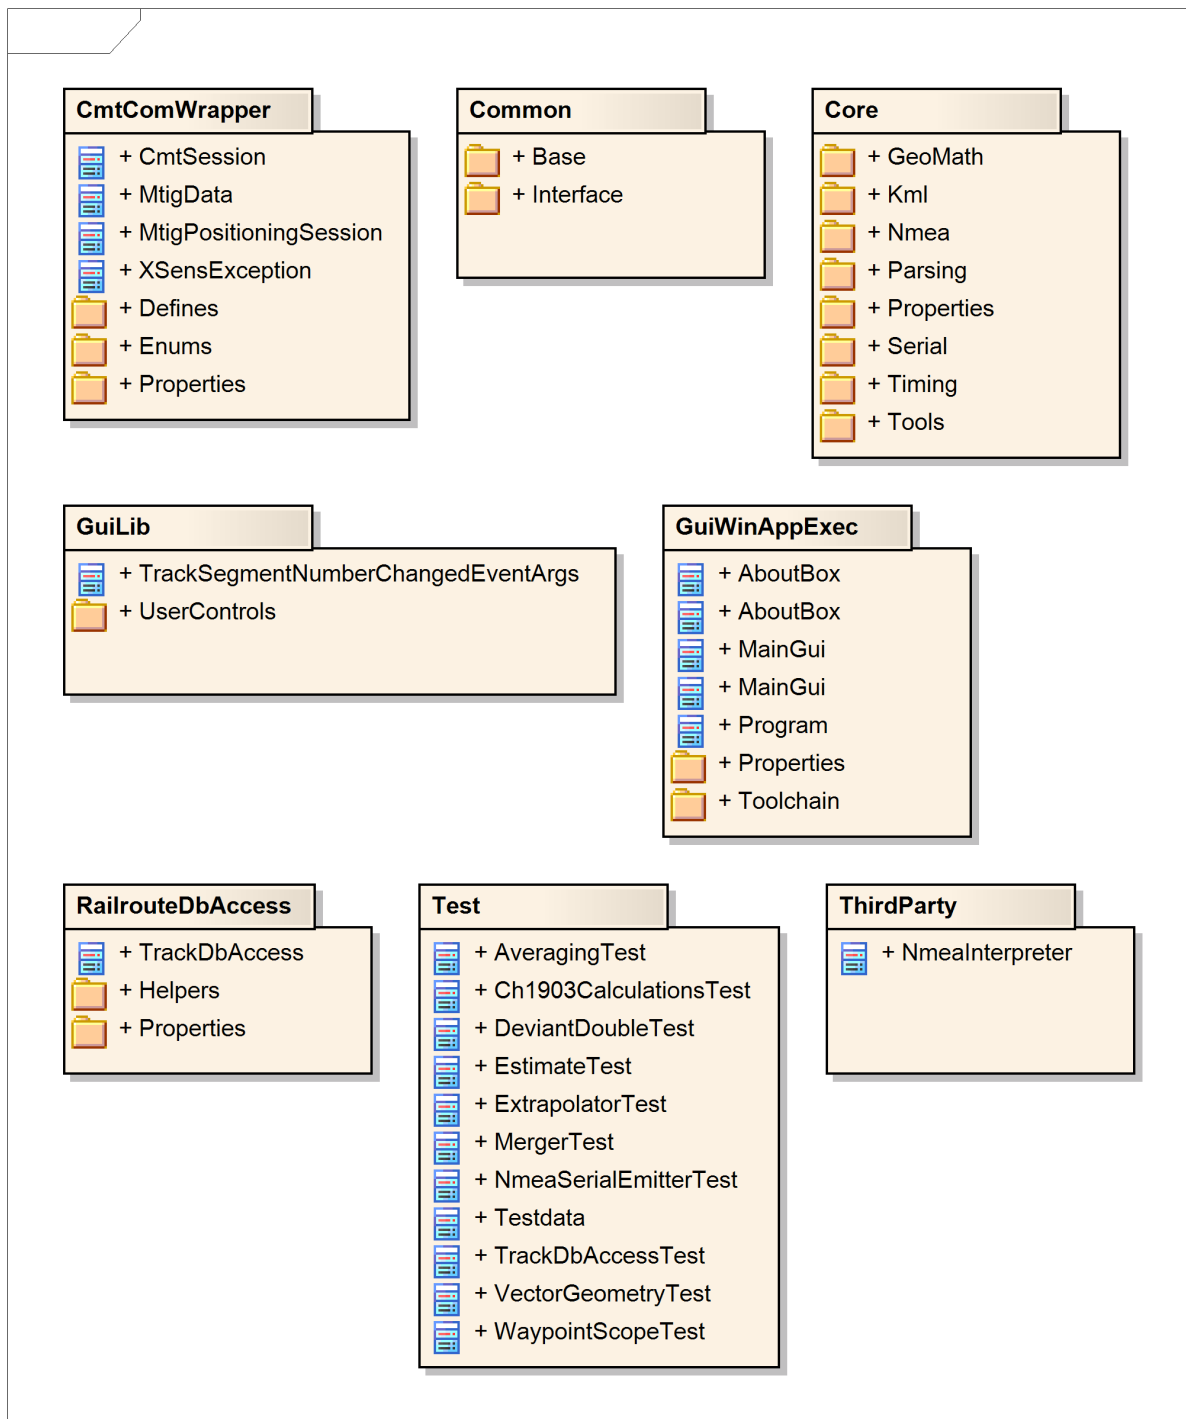 CmtComWrapper
+ CmtSession
+ MtigData
+ MtigPositioningSession
+ XSensException
+ Defines
+ Enums
+ Properties
Common
+ Base
+ Interface
Core
+ GeoMath
+ Kml
+ Nmea
+ Parsing
+ Properties
+ Serial
+ Timing
+ Tools
GuiLib
+ TrackSegmentNumberChangedEventArgs
+ UserControls
GuiWinAppExec
+ AboutBox
+ AboutBox
+ MainGui
+ MainGui
+ Program
+ Properties
+ Toolchain
RailrouteDbAccess
+ TrackDbAccess
+ Helpers
+ Properties
Test
+ AveragingTest
+ Ch1903CalculationsTest
+ DeviantDoubleTest
+ EstimateTest
+ ExtrapolatorTest
+ MergerTest
+ NmeaSerialEmitterTest
+ Testdata
+ TrackDbAccessTest
+ VectorGeometryTest
+ WaypointScopeTest
ThirdParty
+ NmeaInterpreter